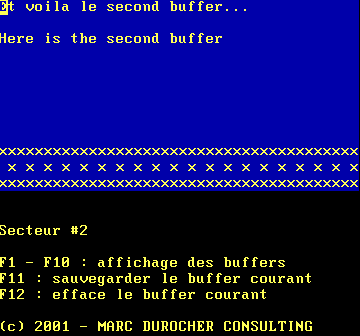 Et voila le second buffer...
Here is the second buffer
xxxxxxxxxxxxxxxxxxxxxxxxxxxxxxxxxxxxxxxx
x x x x x x x x x x x x x x x x x x x x
xxxxxxxxxxxxxxxxxxxxxxxxxxxxxxxxxxxxxxxx
Secteur #2
F1 - F10 : affichage des buffers
F11 : sauvegarder le buffer courant
F12 : efface le buffer courant
(c) 2001 - MARC DUROCHER CONSULTING